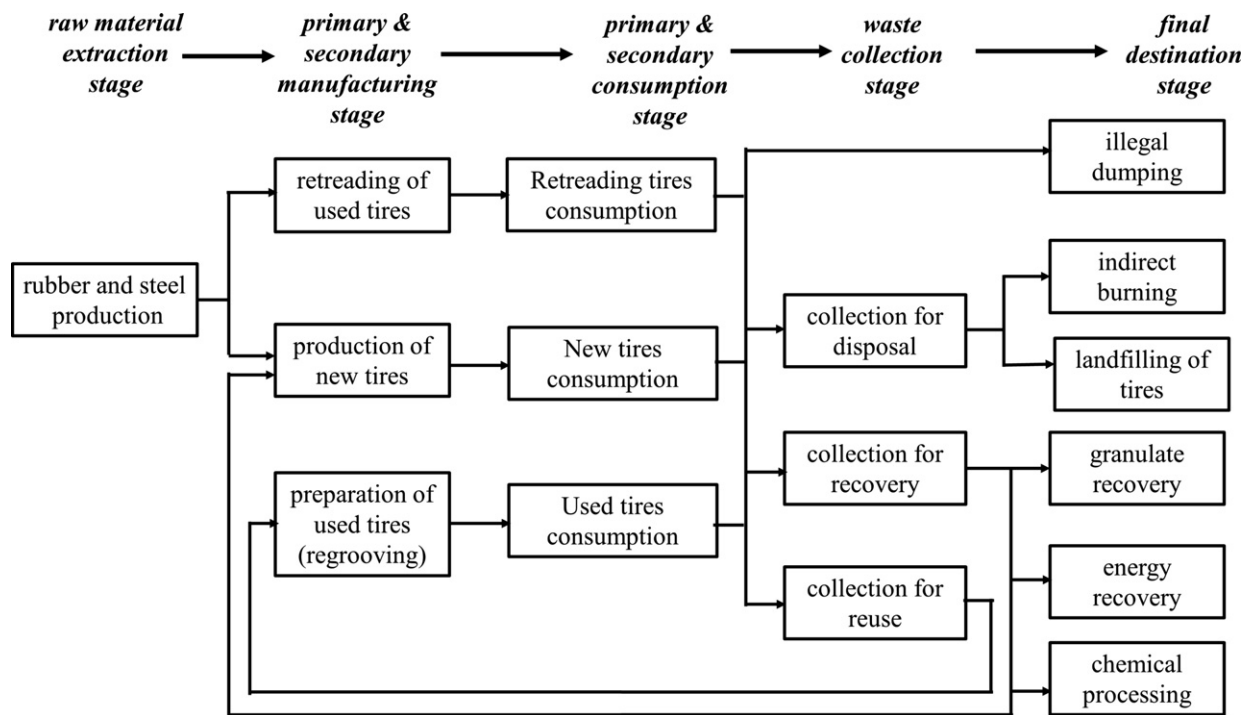 raw material
extraction
stage
primary &
secondary
manufacturing
stage
primary &
secondary
consumption
stage
waste
collection
stage
final
destination
stage
retreading of
used tires
Retreading tires
consumption
illegal
dumping
rubber and steel
production
indirect
burning
production of
new tires
New tires
consumption
collection for
disposal
landfilling of
tires
preparation of
used tires
(regrooving)
Used tires
consumption
collection for
recovery
granulate
recovery
collection for
reuse
energy
recovery
chemical
processing